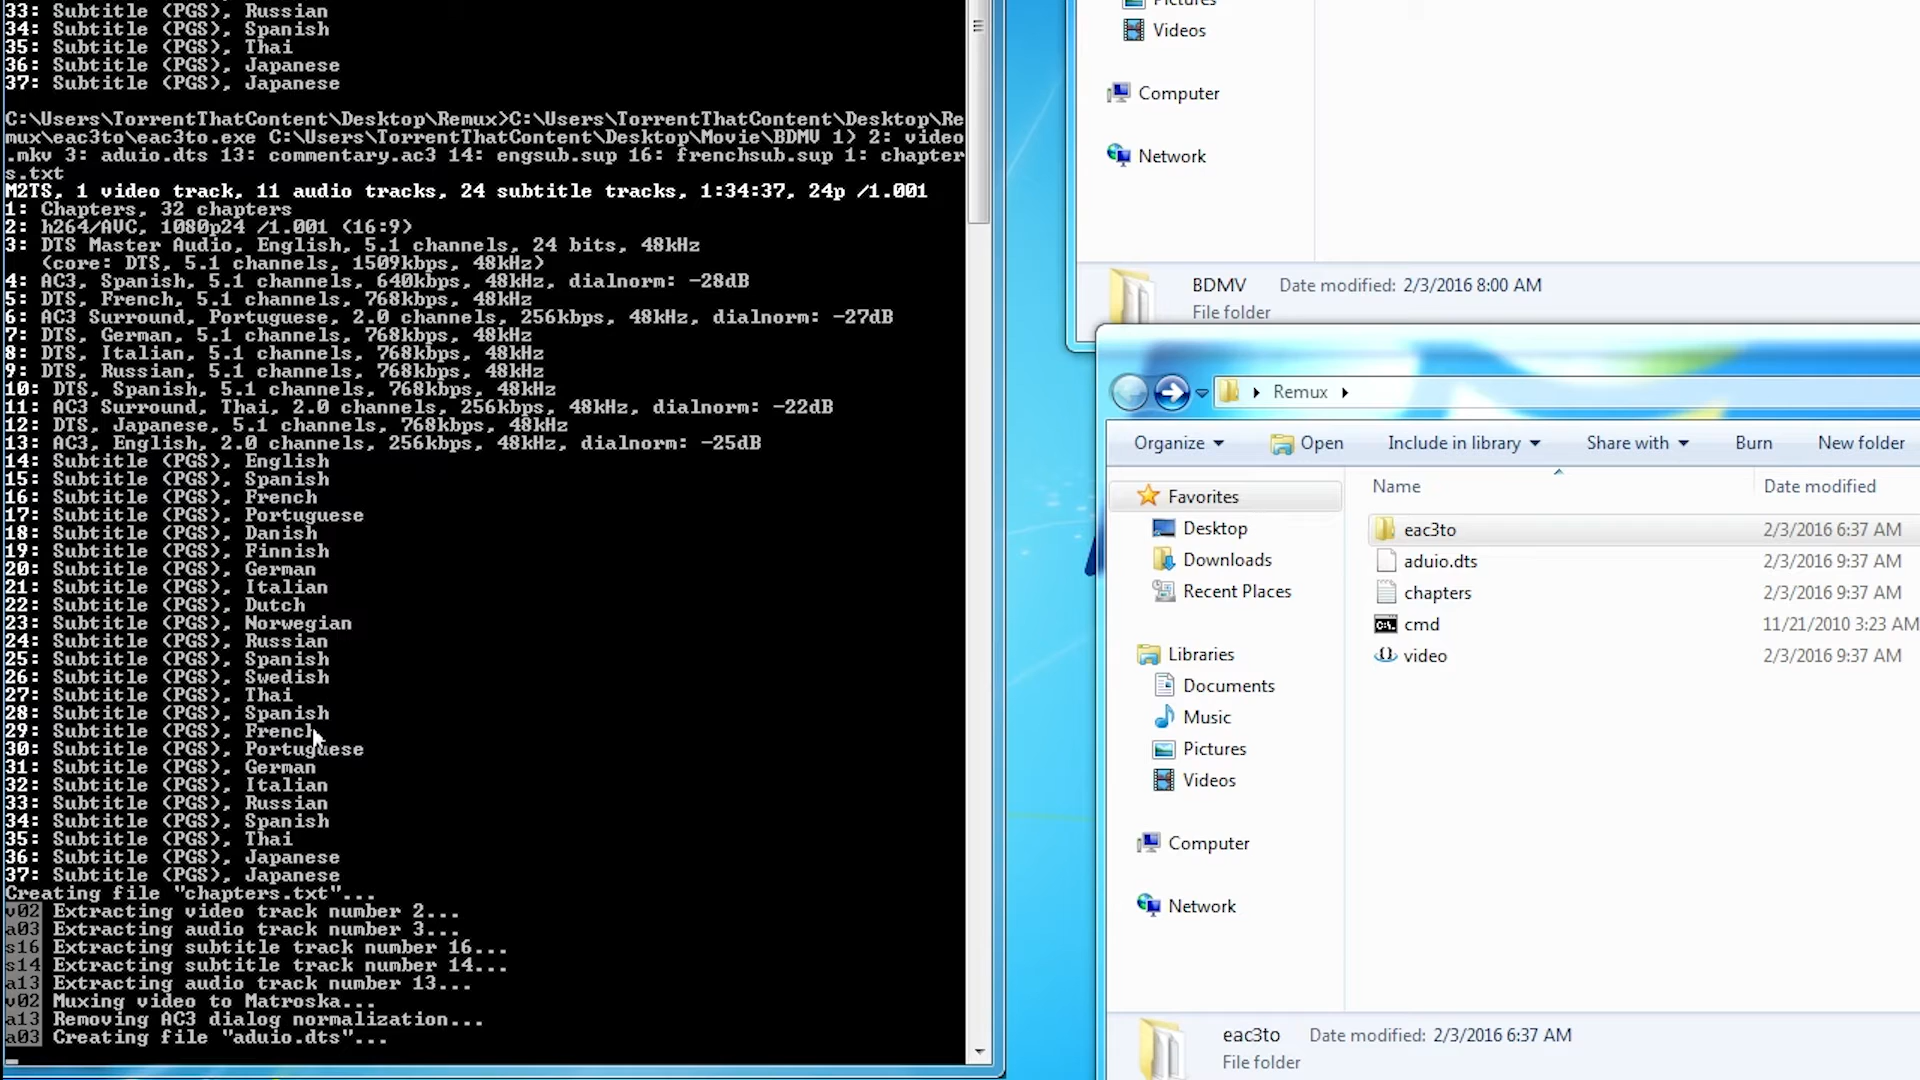 33: Subtitle (PGS), Russian
34: Subtitle (PGS), Spanish
35: Subtitle (PGS), Thai
36: Subtitle (PGS), Japanese
37: Subtitle (PGS), Japanese
C:\Users\TorrentThatContent\Desktop\Remux>C:\Users\TorrentThatContent\Desktop\Re
mux\eac3to\eac3to.exe C:\Users\TorrentThatContent\Desktop\Movie\BDMV 1) 2: video
.mkv 3: aduio.dts 13: commentary.ac3 14: engsub.sup 16: frenchsub.sup 1: chapter
s.txt
M2TS, 1 video track, 11 audio tracks, 24 subtitle tracks, 1:34:37, 24p /1.001
1: Chapters, 32 chapters
2: h264/AVC, 1080p24 /1.001 (16:9)
3: DTS Master Audio, English, 5.1 channels, 24 bits, 48kHz
(core: DTS, 5.1 channels, 1509kbps, 48kHz)
4: AC3, Spanish, 5.1 channels, 640kbps, 48kHz, dialnorm: -28dB
5: DTS, French, 5.1 channels, 768kbps, 48kHz
6: AC3 Surround, Portuguese, 2.0 channels, 256kbps, 48kHz, dialnorm: -27dB
7: DTS, German, 5.1 channels, 768kbps, 48kHz
8: DTS, Italian, 5.1 channels, 768kbps, 48kHz
9: DTS, Russian, 5.1 channels, 768kbps, 48kHz
10: DTS, Spanish, 5.1 channels, 768kbps, 48kHz
11: AC3 Surround, Thai, 2.0 channels, 256kbps, 48kHz, dialnorm: -22dB
12: DTS, Japanese, 5.1 channels, 768kbps, 48kHz
13: AC3, English, 2.0 channels, 256kbps, 48kHz, dialnorm: -25dB
14: Subtitle (PGS), English
15: Subtitle (PGS), Spanish
16: Subtitle (PGS), French
17: Subtitle (PGS), Portuguese
18: Subtitle (PGS), Danish
19: Subtitle (PGS), Finnish
20: Subtitle (PGS), German
21: Subtitle (PGS), Italian
22: Subtitle (PGS), Dutch
23: Subtitle (PGS), Norwegian
24: Subtitle (PGS), Russian
25: Subtitle (PGS), Spanish
26: Subtitle (PGS), Swedish
27: Subtitle (PGS), Thai
28: Subtitle (PGS), Spanish
29: Subtitle (PGS), French
30: Subtitle (PGS), Portuguese
31: Subtitle (PGS), German
32: Subtitle (PGS), Italian
33: Subtitle (PGS), Russian
34: Subtitle (PGS), Spanish
35: Subtitle (PGS), Thai
36: Subtitle (PGS), Japanese
37: Subtitle (PGS), Japanese
Creating file "chapters.txt"...
v02 Extracting video track number 2...
a03 Extracting audio track number 3...
s16 Extracting subtitle track number 16...
s14 Extracting subtitle track number 14...
a13 Extracting audio track number 13...
v02 Muxing video to Matroska...
a13 Removing AC3 dialog normalization...
a03 Creating file "aduio.dts"...
Pictures
Videos
Computer
Network
BDMV Date modified: 2/3/2016 8:00 AM
File folder
Remux
Organize Open Include in library Share with Burn New folder
Name Date modified
Favorites
Desktop
Downloads
Recent Places
Libraries
Documents
Music
Pictures
Videos
Computer
Network
eac3to 2/3/2016 6:37 AM
aduio.dts 2/3/2016 9:37 AM
chapters 2/3/2016 9:37 AM
cmd 11/21/2010 3:23 AM
video 2/3/2016 9:37 AM
eac3to Date modified: 2/3/2016 6:37 AM
File folder